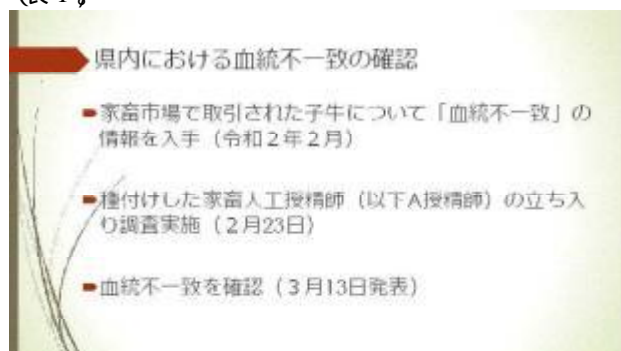 県内における血統不一致の確認
家畜市場で取引された子牛について「血統不一致」の
情報を入手（令和２年２月）
種付けした家畜人工授精師（以下A授精師）の立ち入
り調査実施（２月23日）
血統不一致を確認（３月13日発表）